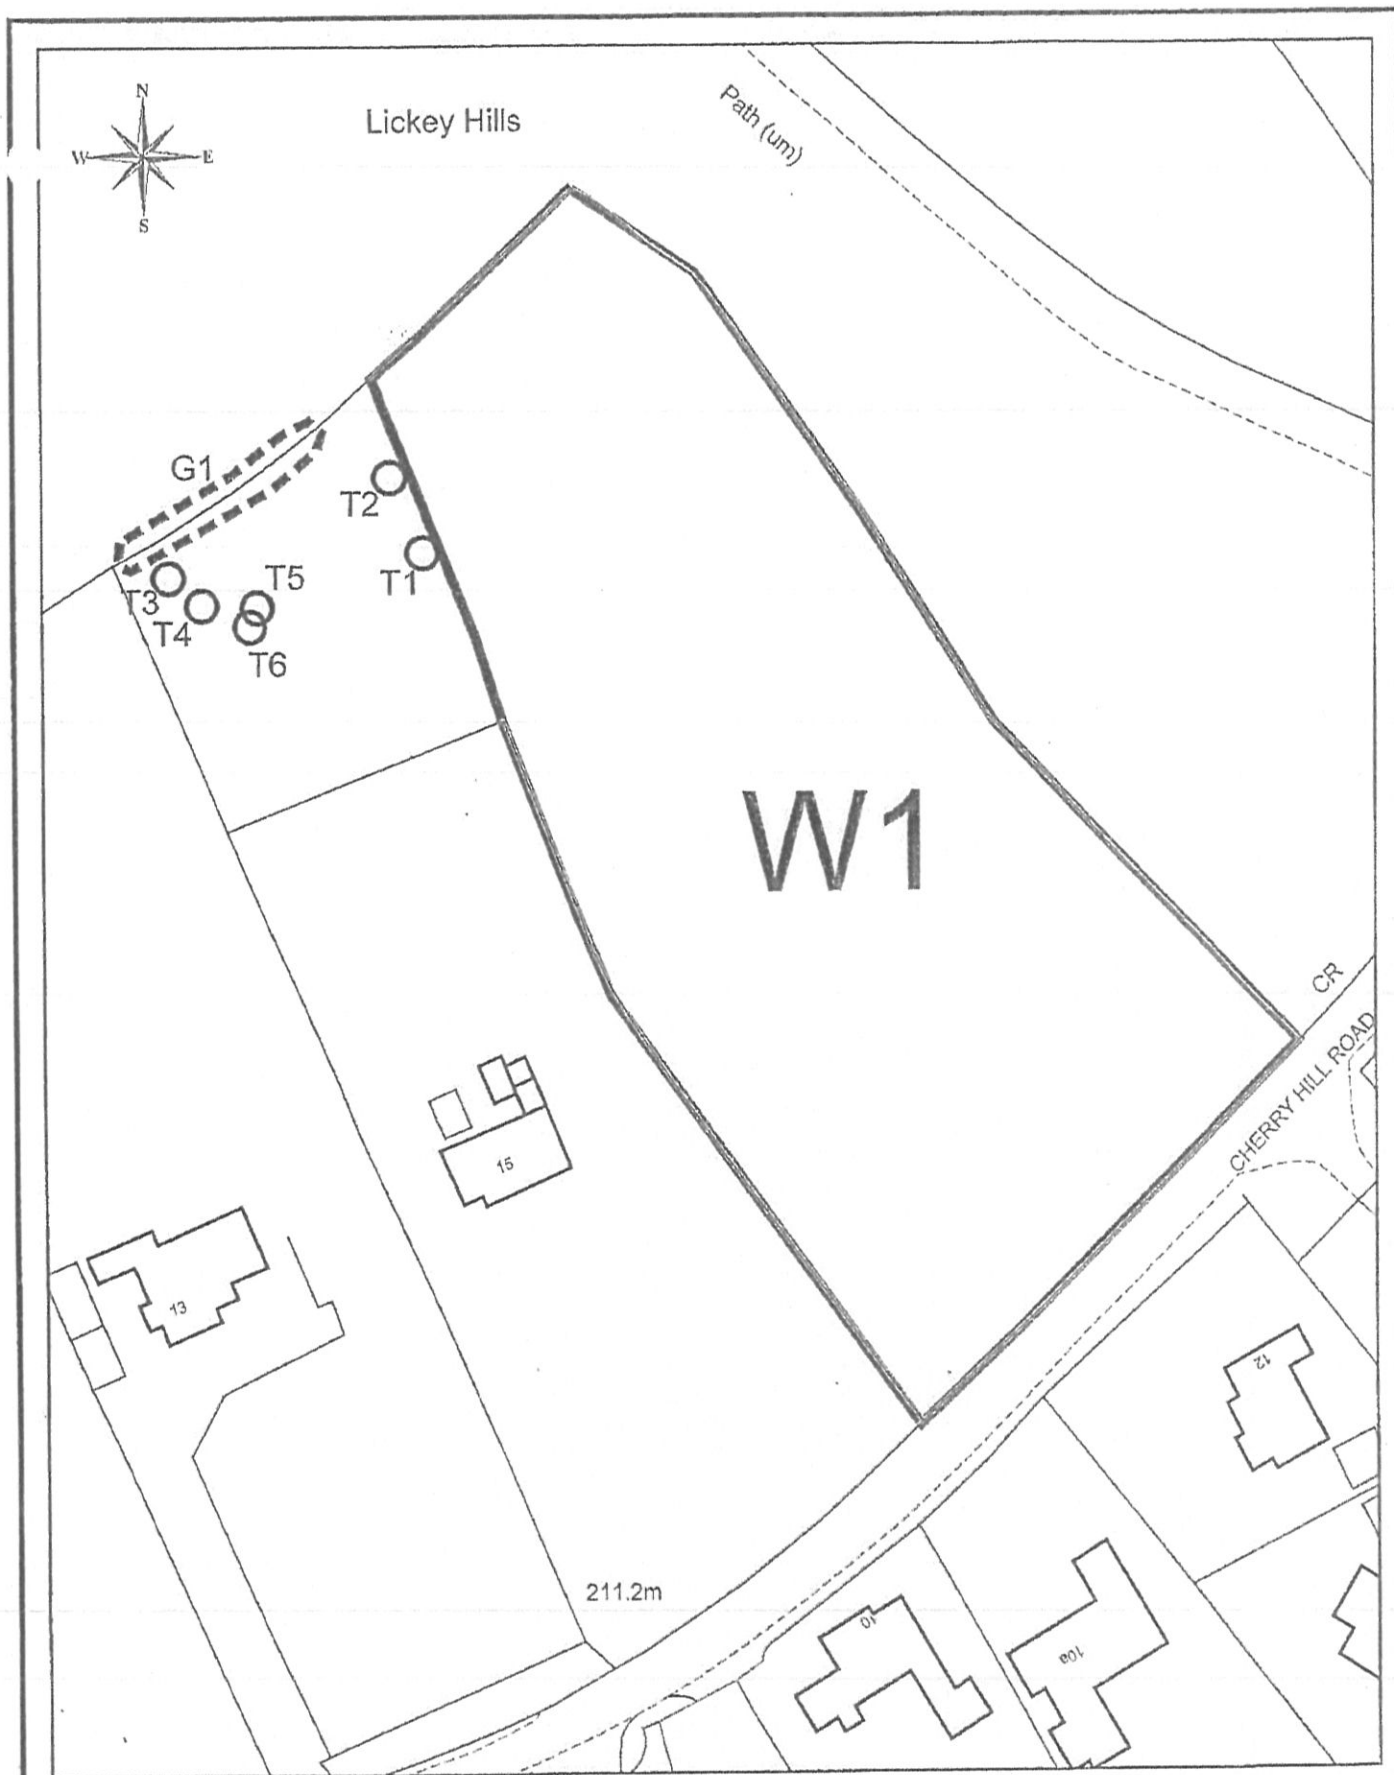 N
Lickey Hills
Path (um)
W
E
S
G1
T2
T1
T5
T3
T4
T6
W1
CR
CHERRY HILL ROAD
15
13
12
211.2m
10
10a